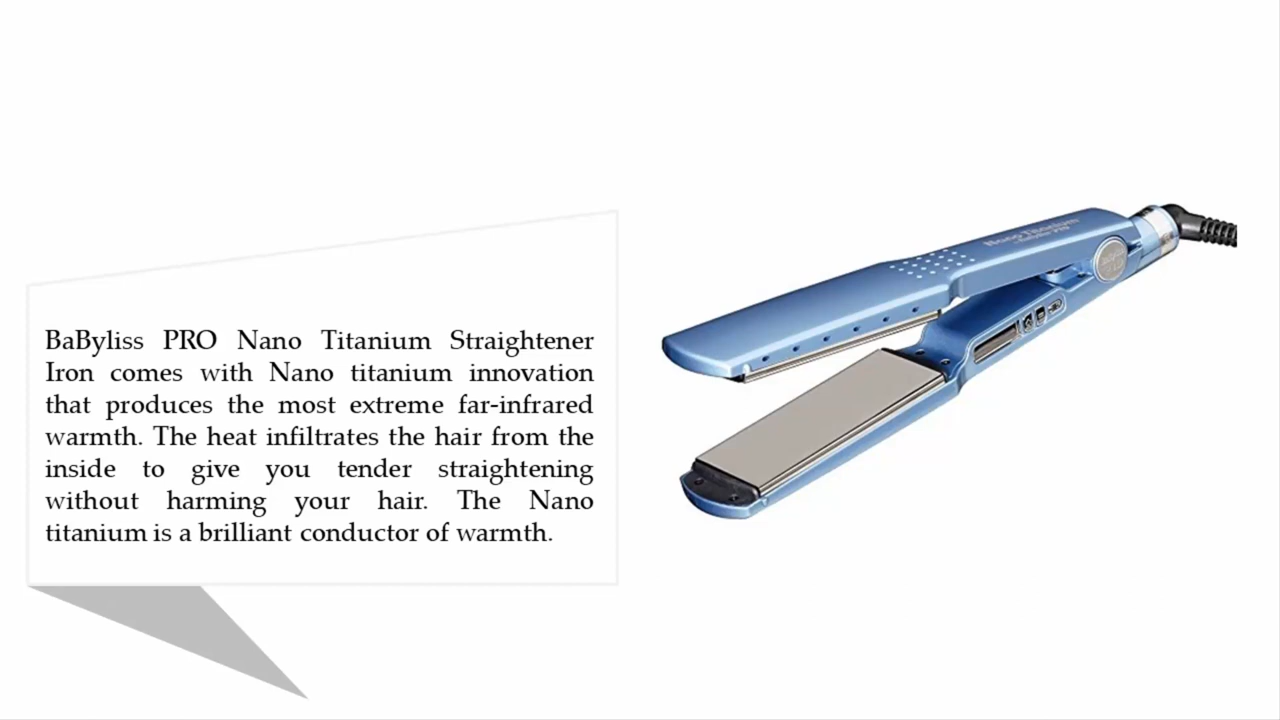 BaByliss PRO Nano Titanium Straightener
Iron comes with Nano titanium innovation
that produces the most extreme far-infrared
warmth. The heat infiltrates the hair from the
inside to give you tender straightening
without harming your hair. The Nano
titanium is a brilliant conductor of warmth.
Nano Titanium